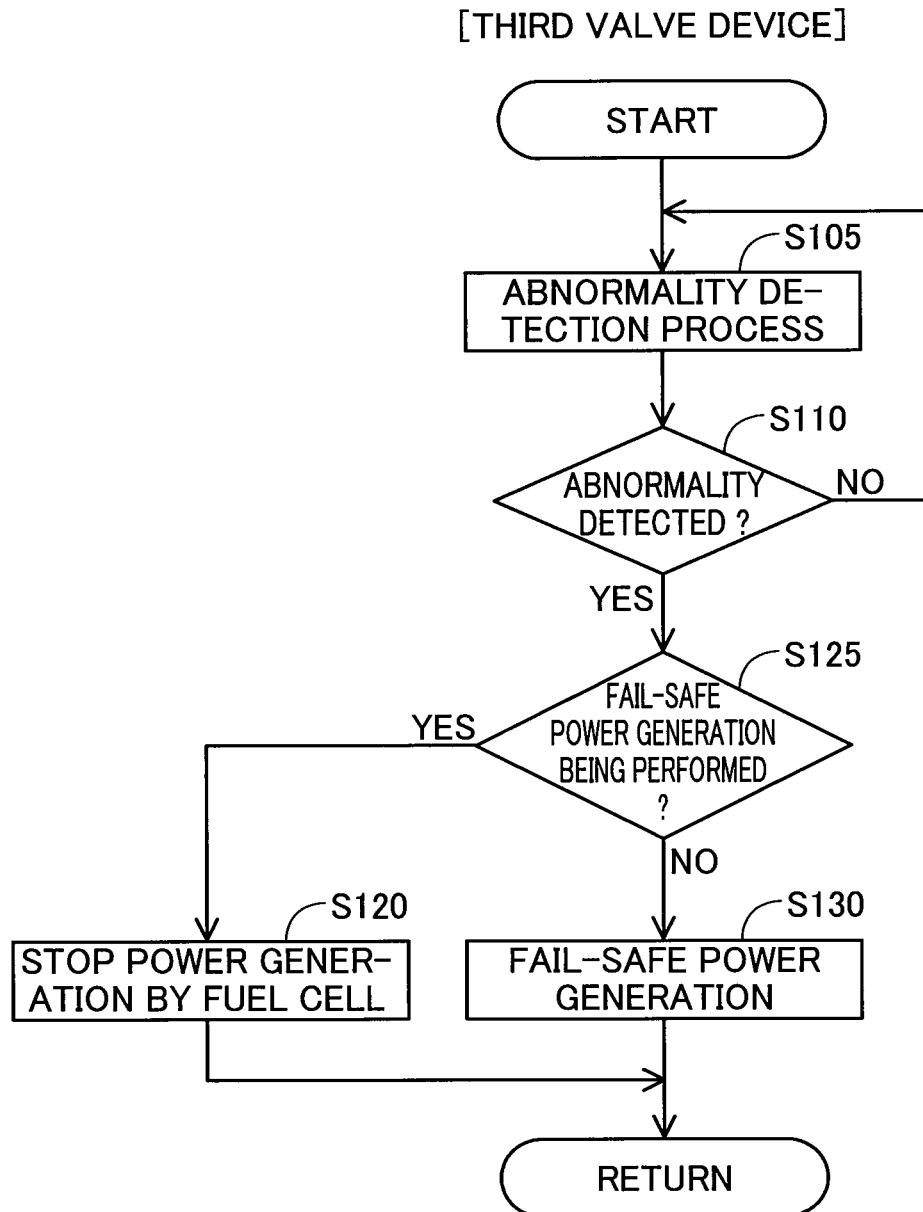 [THIRD VALVE DEVICE]
START
S105
ABNORMALITY DE-
TECTION PROCESS
S110
ABNORMALITY
DETECTED ?
NO
YES
S125
FAIL-SAFE
POWER GENERATION
BEING PERFORMED
?
YES
NO
S120
STOP POWER GENER-
ATION BY FUEL CELL
S130
FAIL-SAFE POWER
GENERATION
RETURN